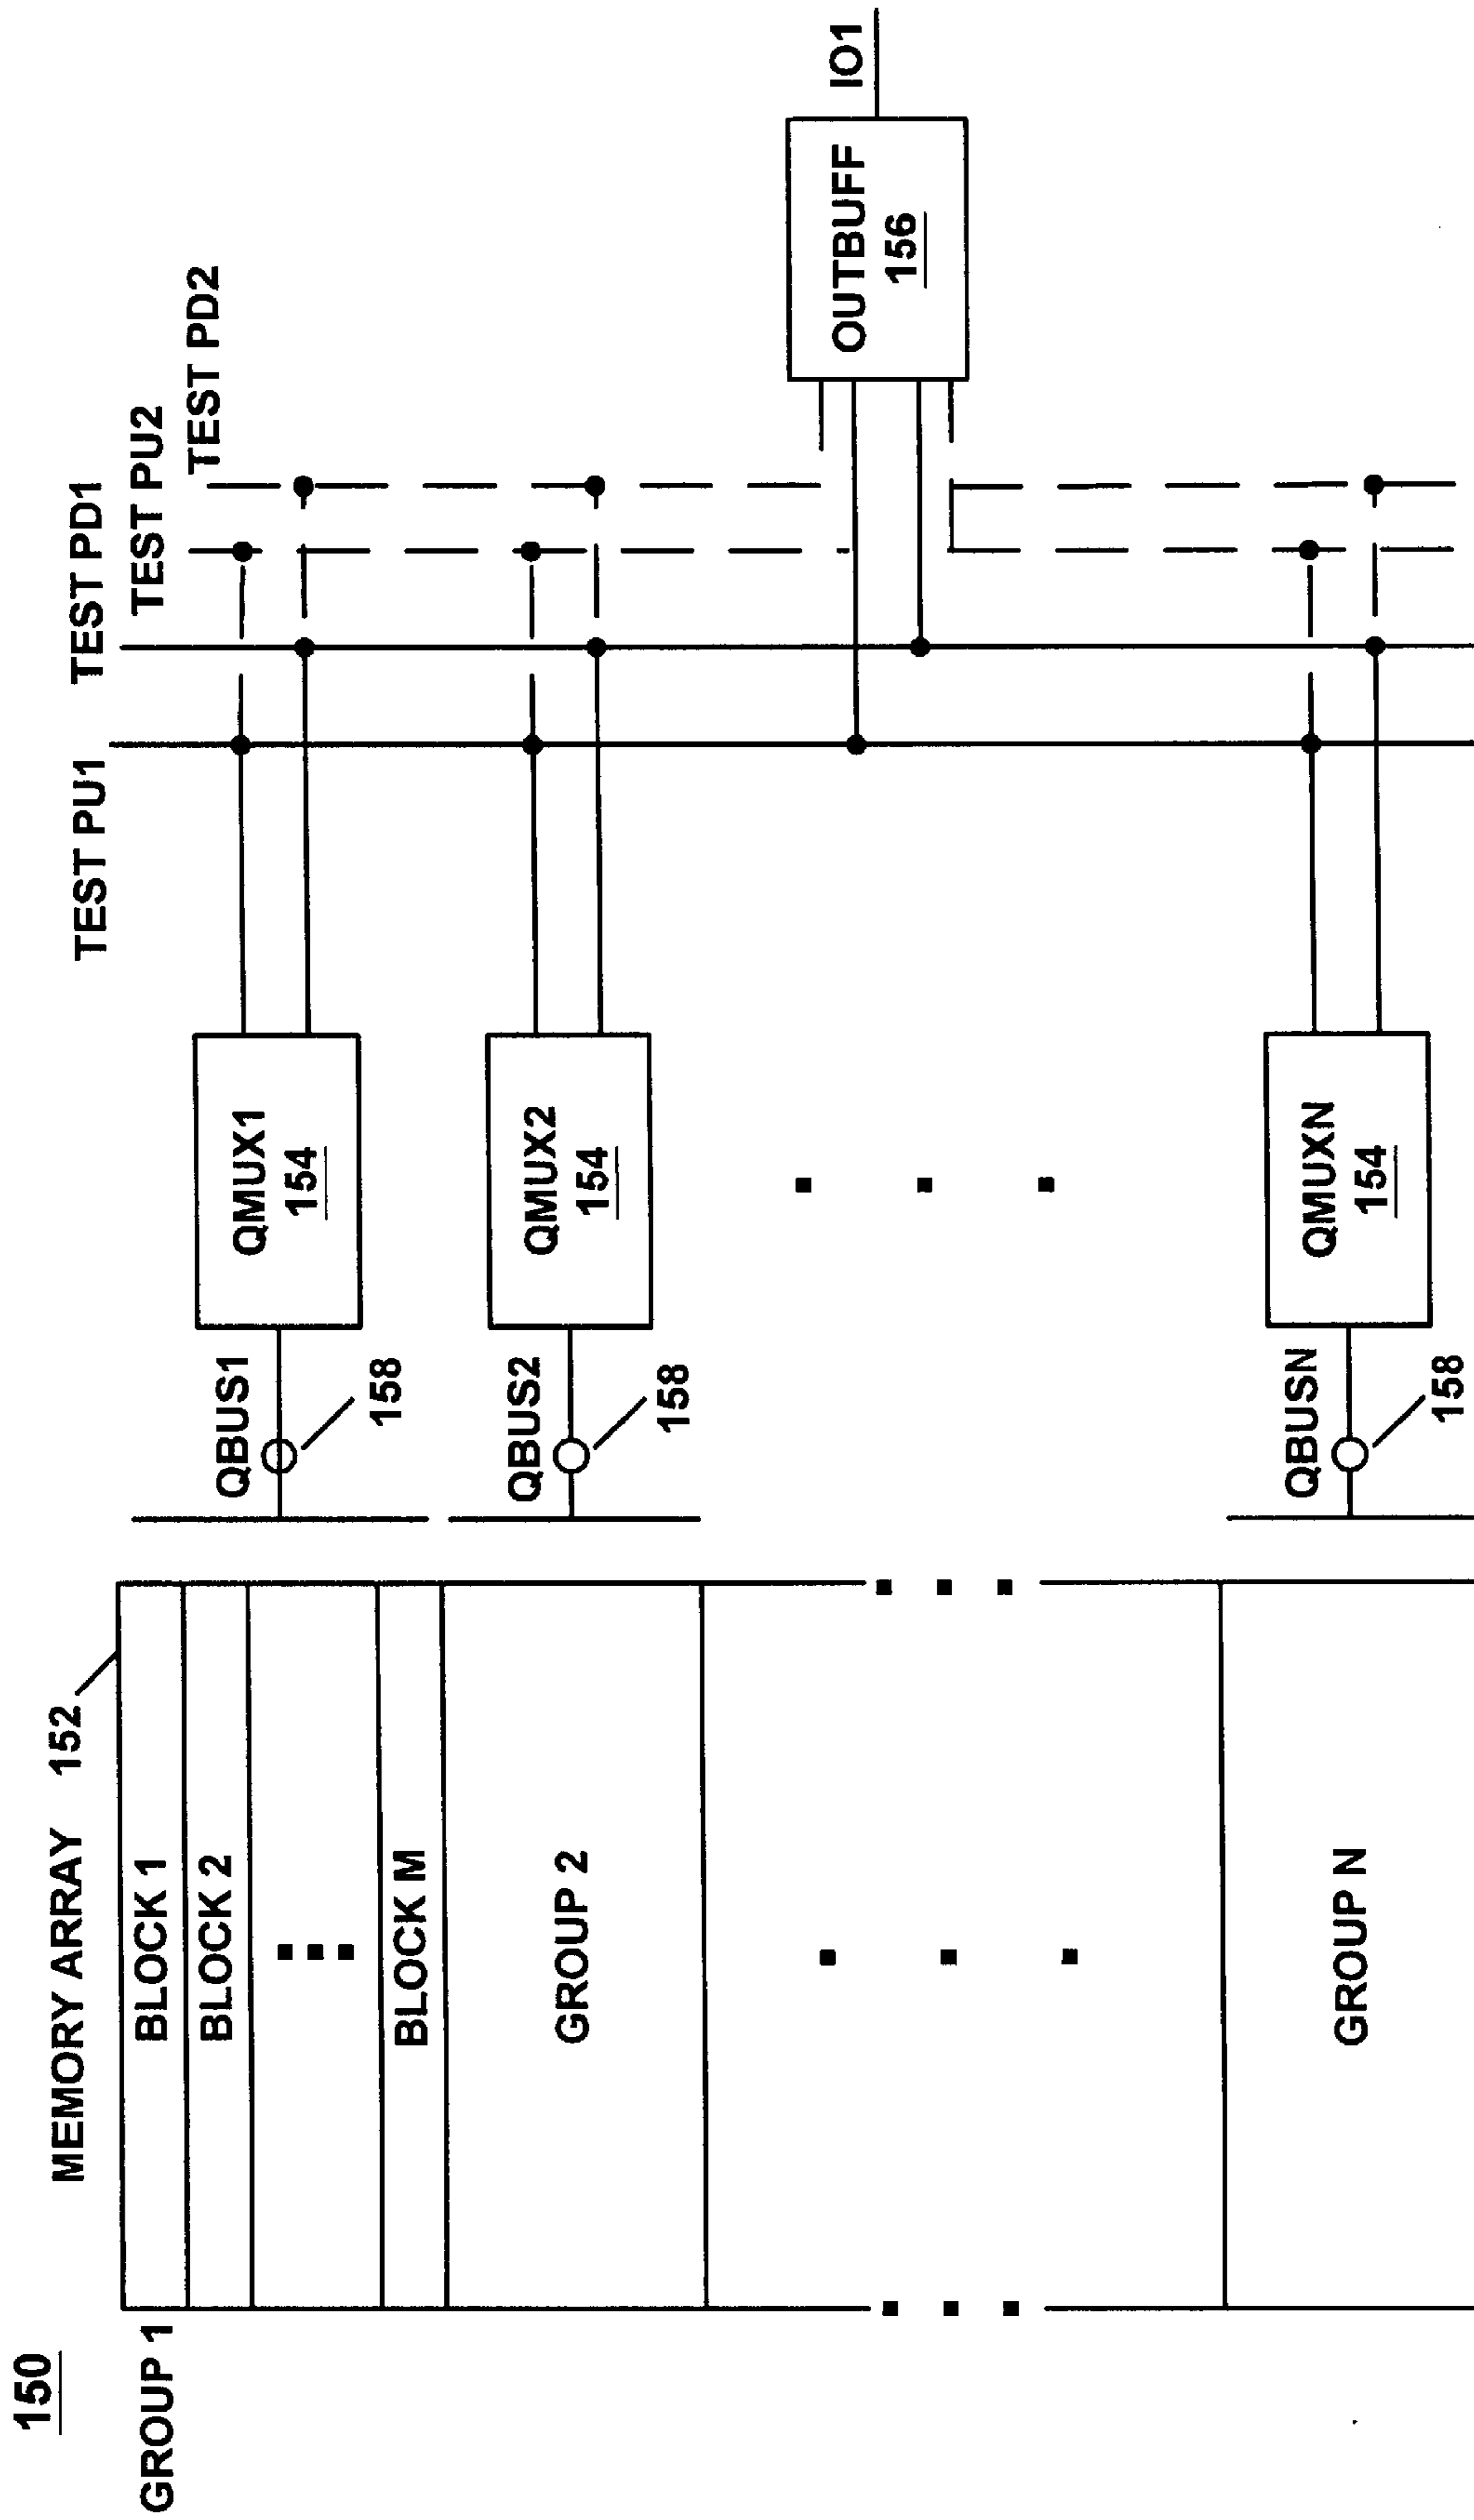 150
MEMORY ARRAY 152
GROUP 1
BLOCK 1
BLOCK 2
BLOCK M
GROUP 2
GROUP N
QBUS1
158
QBUS2
158
QBUSN
158
QMUX1
154
QMUX2
154
QMUXN
154
TEST PU1
TEST PD1
TEST PU2
TEST PD2
OUTBUFF
156
IO1